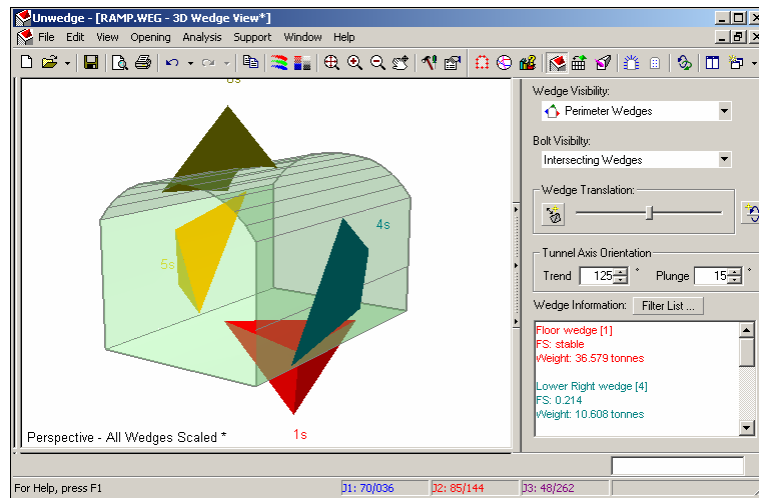 Unwedge - [RAMP.WEG - 3D Wedge View*]
File Edit View Opening Analysis Support Window Help
Wedge Visibility:
Perimeter Wedges
Bolt Visibilty:
Intersecting Wedges
Wedge Translation:
Tunnel Axis Orientation
Trend 125 ° Plunge 15 °
Wedge Information: Filter List ...
Floor wedge [1]
FS: stable
Weight: 36.579 tonnes
Lower Right wedge [4]
FS: 0.214
Weight: 10.608 tonnes
4s
5s
1s
Perspective - All Wedges Scaled *
For Help, press F1
J1: 70/036
J2: 85/144
J3: 48/262